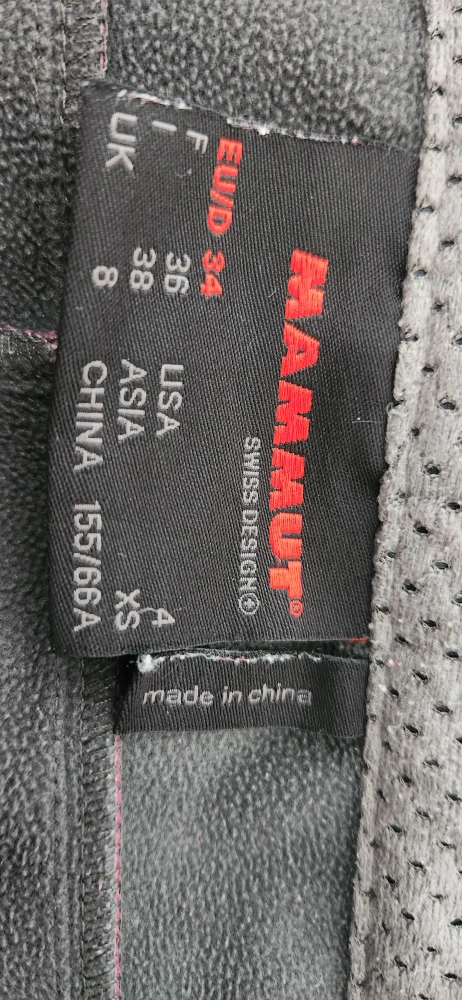 MAMMUT®
SWISS DESIGN
EU/D 34
F 36 USA 4
I 38 ASIA XS
UK 8 CHINA 155/66A
made in china